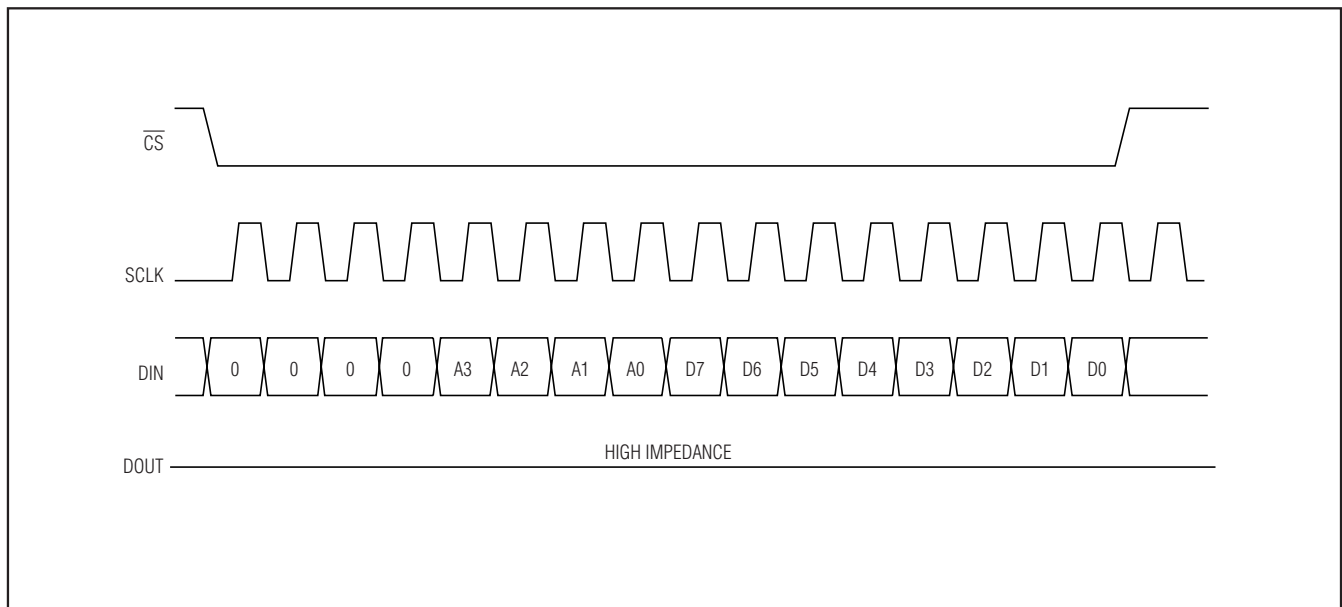 CS
SCLK
DIN 0 0 0 0 A3 A2 A1 A0 D7 D6 D5 D4 D3 D2 D1 D0
HIGH IMPEDANCE
DOUT